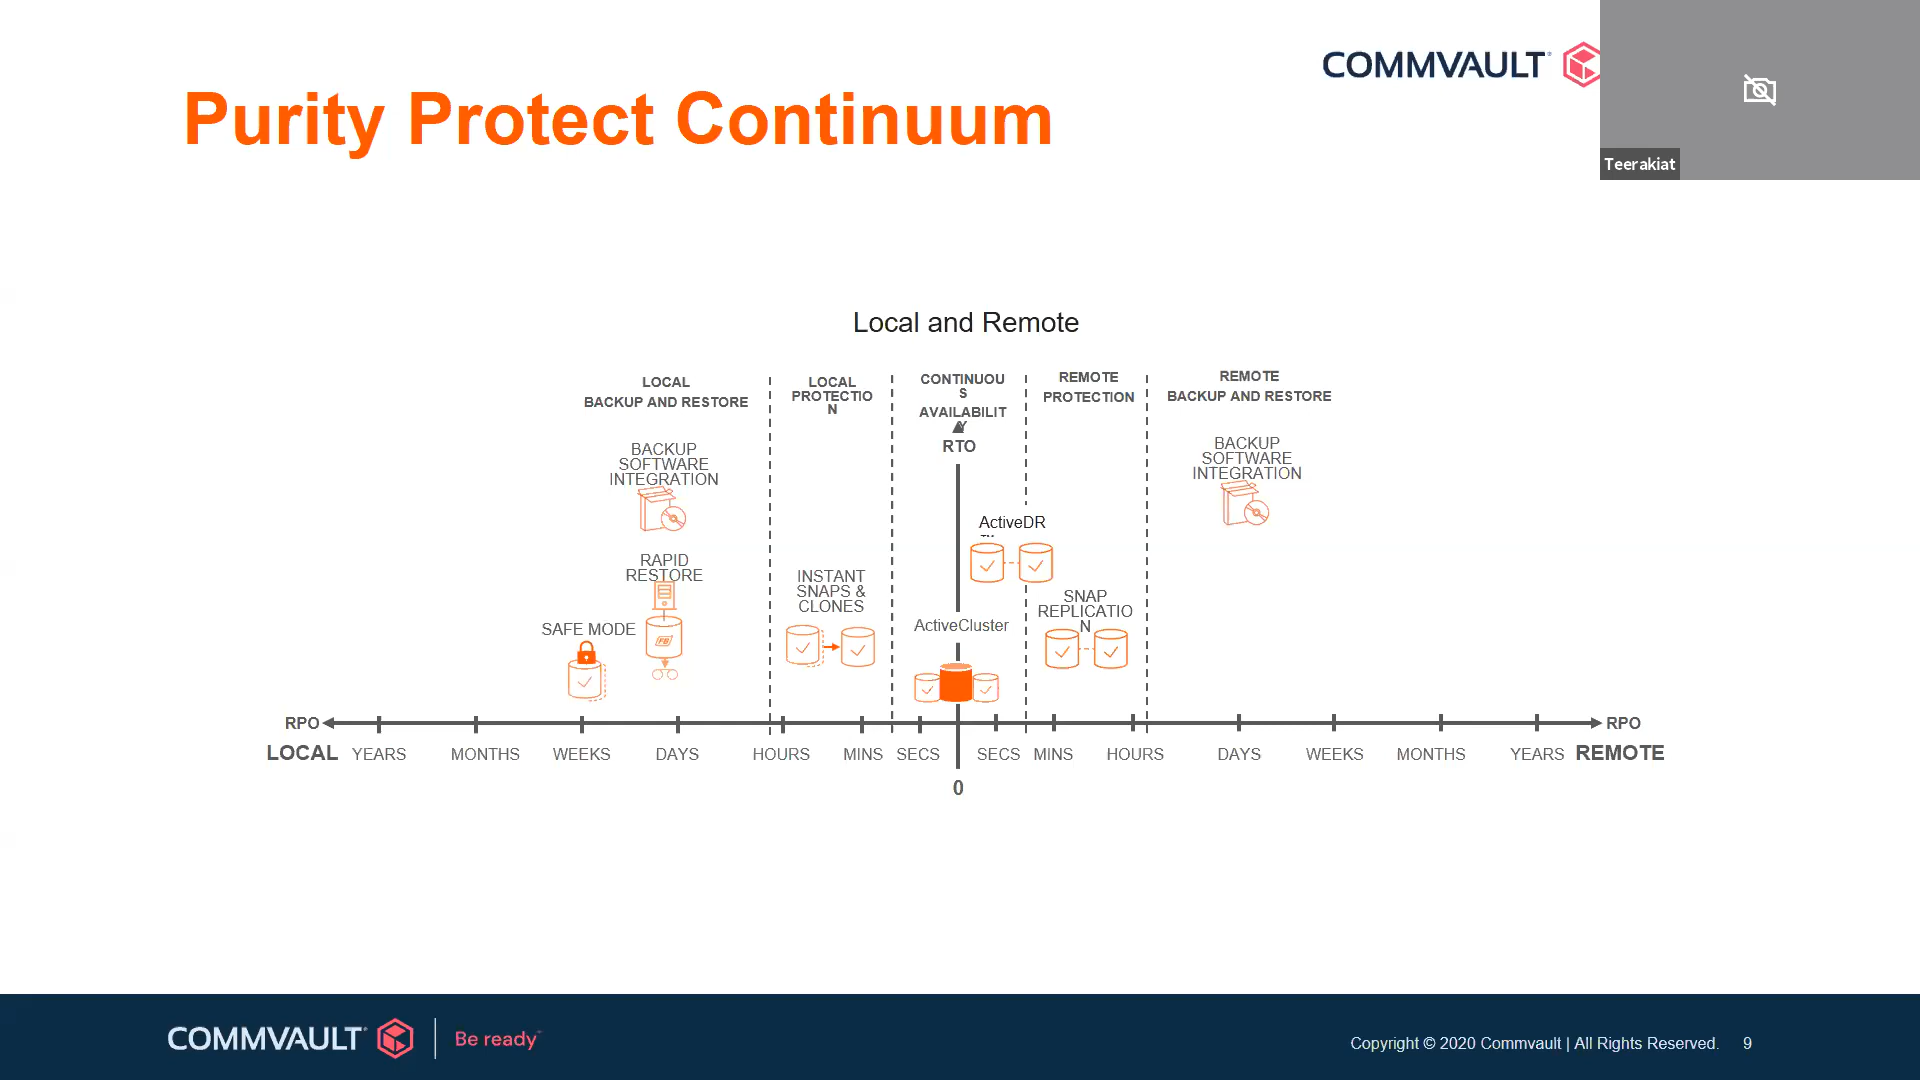 COMMVAULT
Teerakiat
Purity Protect Continuum
Local and Remote
LOCAL
BACKUP AND RESTORE
LOCAL
PROTECTIO
N
CONTINUOU
S
AVAILABILIT
Y
REMOTE
PROTECTION
REMOTE
BACKUP AND RESTORE
RTO
BACKUP
SOFTWARE
INTEGRATION
BACKUP
SOFTWARE
INTEGRATION
ActiveDR
™
RAPID
RESTORE
INSTANT
SNAPS &
CLONES
SNAP
REPLICATIO
N
SAFE MODE
FB
ActiveCluster
RPO
RPO
LOCAL YEARS MONTHS WEEKS DAYS HOURS MINS SECS SECS MINS HOURS DAYS WEEKS MONTHS YEARS REMOTE
0
COMMVAULT Be ready™
Copyright © 2020 Commvault | All Rights Reserved. 9